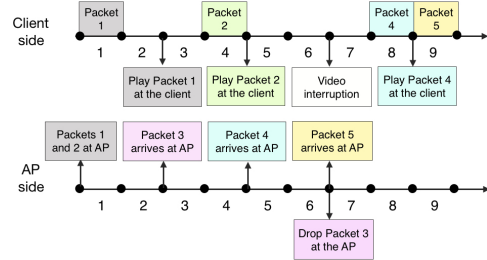 Client
side
Packet
1
Packet
2
Packet
4
Packet
5
1 2 3 4 5 6 7 8 9
Play Packet 1
at the client
Play Packet 2
at the client
Video
interruption
Play Packet 4
at the client
AP
side
Packets 1
and 2 at AP
Packet 3
arrives at AP
Packet 4
arrives at AP
Packet 5
arrives at AP
1 2 3 4 5 6 7 8 9
Drop Packet 3
at the AP